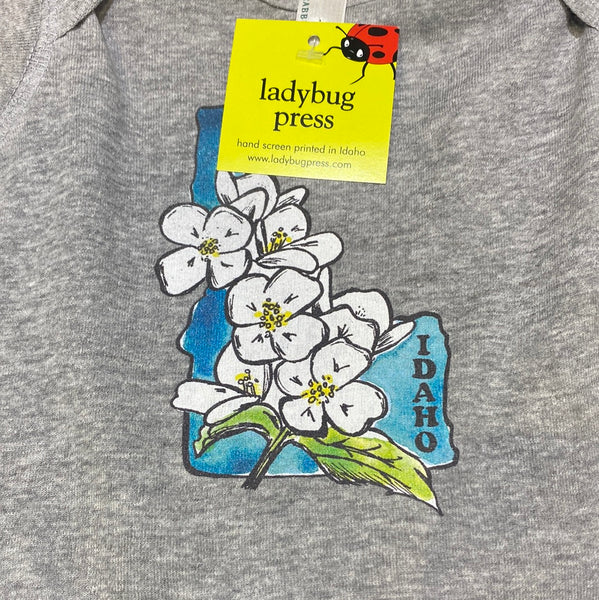 ladybug
press
hand screen printed in Idaho
www.ladybugpress.com
IDAHO